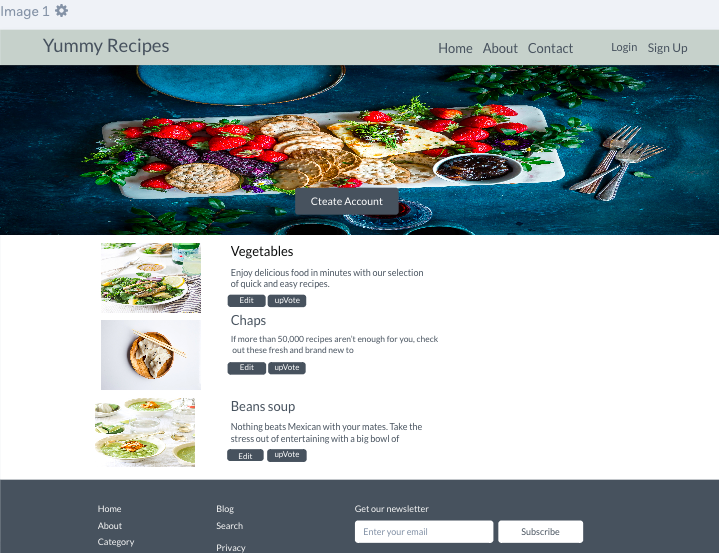 Image 1
Yummy Recipes
Home About Contact Login Sign Up
Cteate Account
Vegetables
Enjoy delicious food in minutes with our selection
of quick and easy recipes.
Edit upVote
Chaps
If more than 50,000 recipes aren't enough for you, check
out these fresh and brand new to
Edit upVote
Beans soup
Nothing beats Mexican with your mates. Take the
stress out of entertaining with a big bowl of
Edit upVote
Home Blog Get our newsletter
About Search
Enter your email Subscribe
Category
Privacy